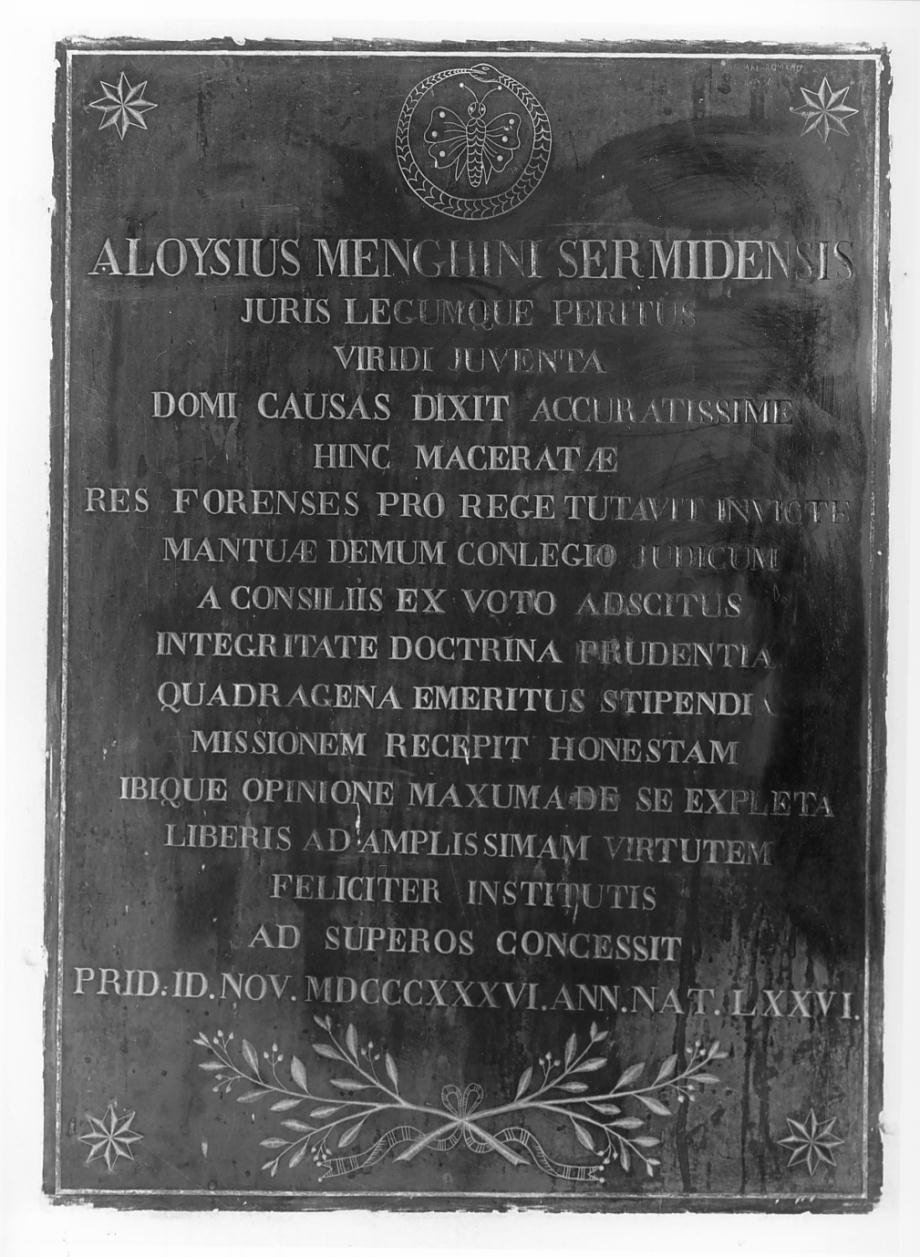 ALOYSIUS MENGHINI SERMIDENSIS
JURIS LEGUMQUE PERITUS
VIRIDI JUVENTA
DOMI CAUSAS DIXIT ACCURATISSIME
HINC MACERATÆ
RES FORENSES PRO REGE TUTAVIT INVICTE
MANTUÆ DEMUM CONLEGIO JUDICUM
A CONSILIIS EX VOTO ADSCITUS
INTEGRITATE DOCTRINA PRUDENTIA
QUADRAGENA EMERITUS STIPENDIA
MISSIONEM RECEPIT HONESTAM
IBIQUE OPINIONE MAXUMA DE SE EXPLETA
LIBERIS AD AMPLISSIMAM VIRTUTEM
FELICITER INSTITUTIS
AD SUPEROS CONCESSIT
PRID. ID. NOV. MDCCCXXXVI. ANN. NAT. LXXVI.